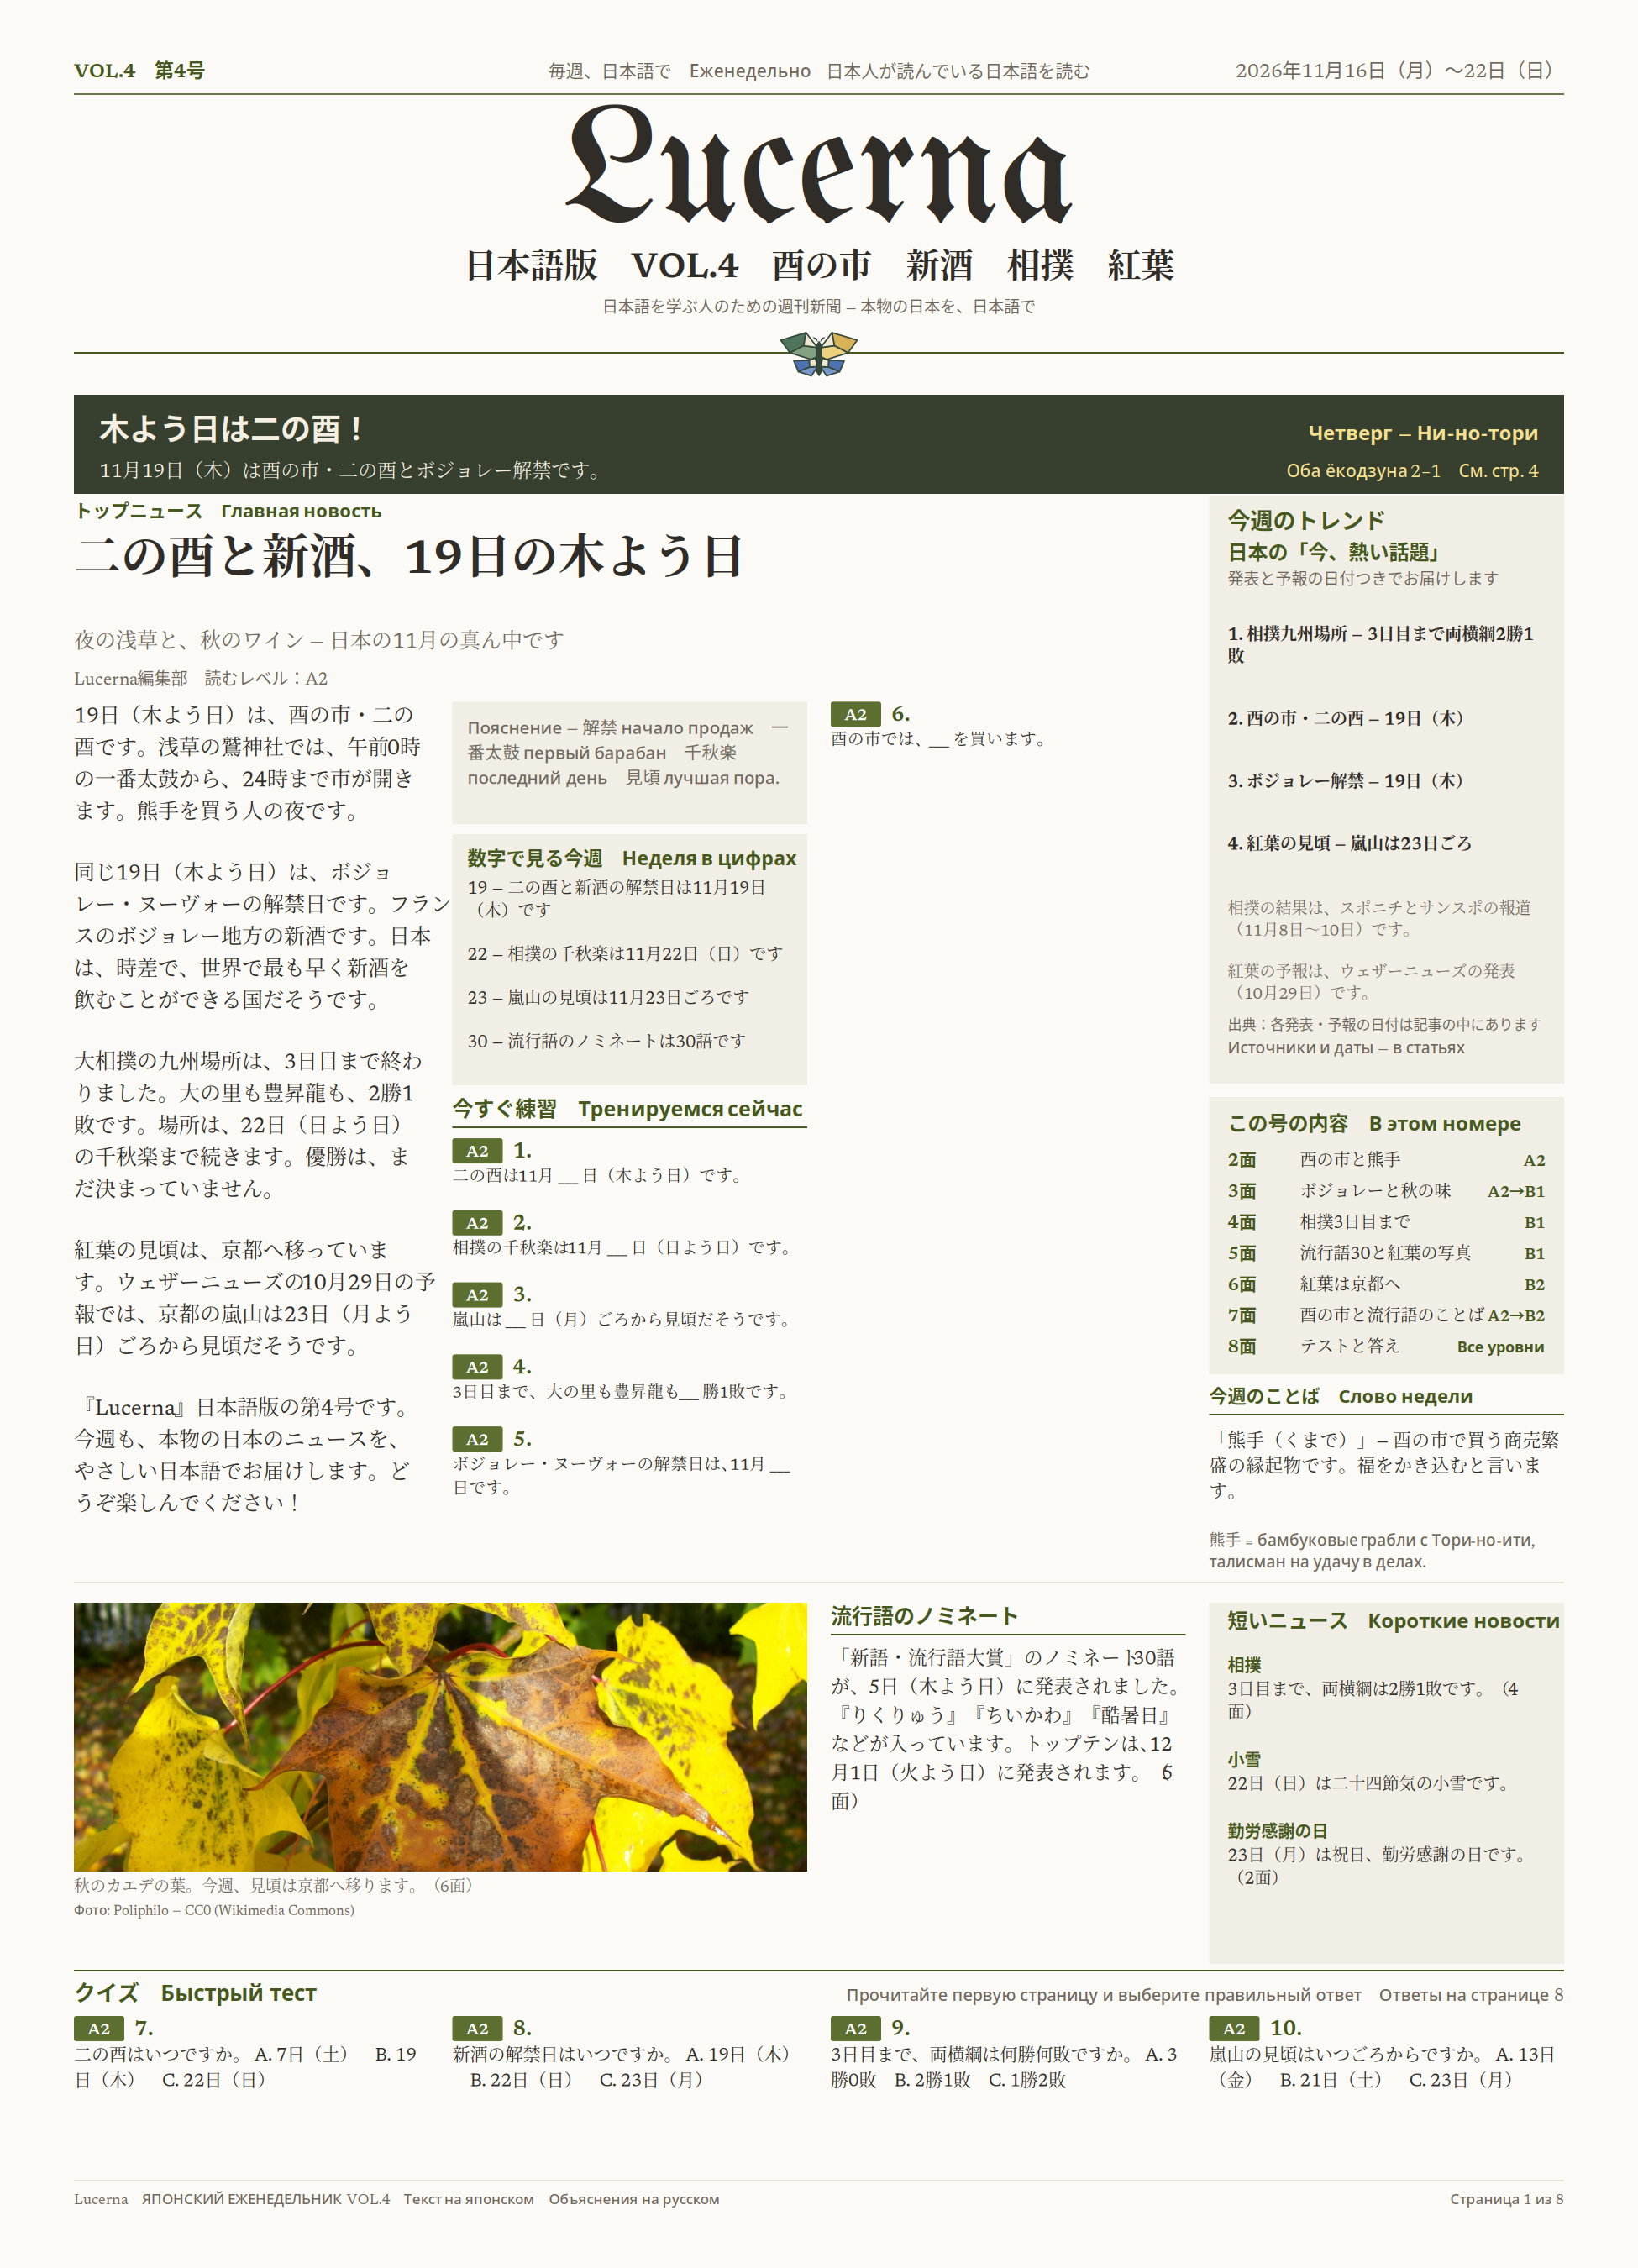 VOL.4　第4号
毎週、日本語で　Еженедельно　日本人が読んでいる日本語を読む
2026年11月16日（月）〜22日（日）
Lucerna
日本語版　VOL.4　酉の市　新酒　相撲　紅葉
日本語を学ぶ人のための週刊新聞 – 本物の日本を、日本語で
木よう日は二の酉！
11月19日（木）は酉の市・二の酉とボジョレー解禁です。
Четверг – Ни-но-тори
Оба ёкодзуна 2–1　См. стр. 4
トップニュース　Главная новость
二の酉と新酒、19日の木よう日
夜の浅草と、秋のワイン – 日本の11月の真ん中です
Lucerna編集部　読むレベル：A2
19日（木よう日）は、酉の市・二の
酉です。浅草の鷲神社では、午前0時
の一番太鼓から、24時まで市が開き
ます。熊手を買う人の夜です。
同じ19日（木よう日）は、ボジョ
レー・ヌーヴォーの解禁日です。フラン
スのボジョレー地方の新酒です。日本
は、時差で、世界で最も早く新酒を
飲むことができる国だそうです。
大相撲の九州場所は、3日目まで終わ
りました。大の里も豊昇龍も、2勝1
敗です。場所は、22日（日よう日）
の千秋楽まで続きます。優勝は、ま
だ決まっていません。
紅葉の見頃は、京都へ移っていま
す。ウェザーニューズの10月29日の予
報では、京都の嵐山は23日（月よう
日）ごろから見頃だそうです。
『Lucerna』日本語版の第4号です。
今週も、本物の日本のニュースを、
やさしい日本語でお届けします。ど
うぞ楽しんでください！
Пояснение – 解禁 начало продаж　一
番太鼓 первый барабан　千秋楽
последний день　見頃 лучшая пора.
数字で見る今週　Неделя в цифрах
19 – 二の酉と新酒の解禁日は11月19日
（木）です
22 – 相撲の千秋楽は11月22日（日）です
23 – 嵐山の見頃は11月23日ごろです
30 – 流行語のノミネートは30語です
今すぐ練習　Тренируемся сейчас
A2 1.
二の酉は11月 __ 日（木よう日）です。
A2 2.
相撲の千秋楽は11月 __ 日（日よう日）です。
A2 3.
嵐山は __ 日（月）ごろから見頃だそうです。
A2 4.
3日目まで、大の里も豊昇龍も__ 勝1敗です。
A2 5.
ボジョレー・ヌーヴォーの解禁日は、11月 __
日です。
A2 6.
酉の市では、__ を買います。
今週のトレンド
日本の「今、熱い話題」
発表と予報の日付つきでお届けします
1. 相撲九州場所 – 3日目まで両横綱2勝1
敗
2. 酉の市・二の酉 – 19日（木）
3. ボジョレー解禁 – 19日（木）
4. 紅葉の見頃 – 嵐山は23日ごろ
相撲の結果は、スポニチとサンスポの報道
（11月8日〜10日）です。
紅葉の予報は、ウェザーニューズの発表
（10月29日）です。
出典：各発表・予報の日付は記事の中にあります
Источники и даты – в статьях
この号の内容　В этом номере
2面 酉の市と熊手 A2
3面 ボジョレーと秋の味 A2→B1
4面 相撲3日目まで B1
5面 流行語30と紅葉の写真 B1
6面 紅葉は京都へ B2
7面 酉の市と流行語のことば A2→B2
8面 テストと答え Все уровни
今週のことば　Слово недели
「熊手（くまで）」– 酉の市で買う商売繁
盛の縁起物です。福をかき込むと言いま
す。
熊手 = бамбуковые грабли с Тори-но-ити,
талисман на удачу в делах.
秋のカエデの葉。今週、見頃は京都へ移ります。（6面）
Фото: Poliphilo – CC0 (Wikimedia Commons)
流行語のノミネート
「新語・流行語大賞」のノミネート30語
が、5日（木よう日）に発表されました。
『りくりゅう』『ちいかわ』『酷暑日』
などが入っています。トップテンは、12
月1日（火よう日）に発表されます。（5
面）
短いニュース　Короткие новости
相撲
3日目まで、両横綱は2勝1敗です。（4
面）
小雪
22日（日）は二十四節気の小雪です。
勤労感謝の日
23日（月）は祝日、勤労感謝の日です。
（2面）
クイズ　Быстрый тест
Прочитайте первую страницу и выберите правильный ответ　Ответы на странице 8
A2 7.
二の酉はいつですか。 A. 7日（土）　B. 19
日（木）　C. 22日（日）
A2 8.
新酒の解禁日はいつですか。 A. 19日（木）
B. 22日（日）　C. 23日（月）
A2 9.
3日目まで、両横綱は何勝何敗ですか。 A. 3
勝0敗　B. 2勝1敗　C. 1勝2敗
A2 10.
嵐山の見頃はいつごろからですか。 A. 13日
（金）　B. 21日（土）　C. 23日（月）
Lucerna　ЯПОНСКИЙ ЕЖЕНЕДЕЛЬНИК VOL.4　Текст на японском　Объяснения на русском
Страница 1 из 8